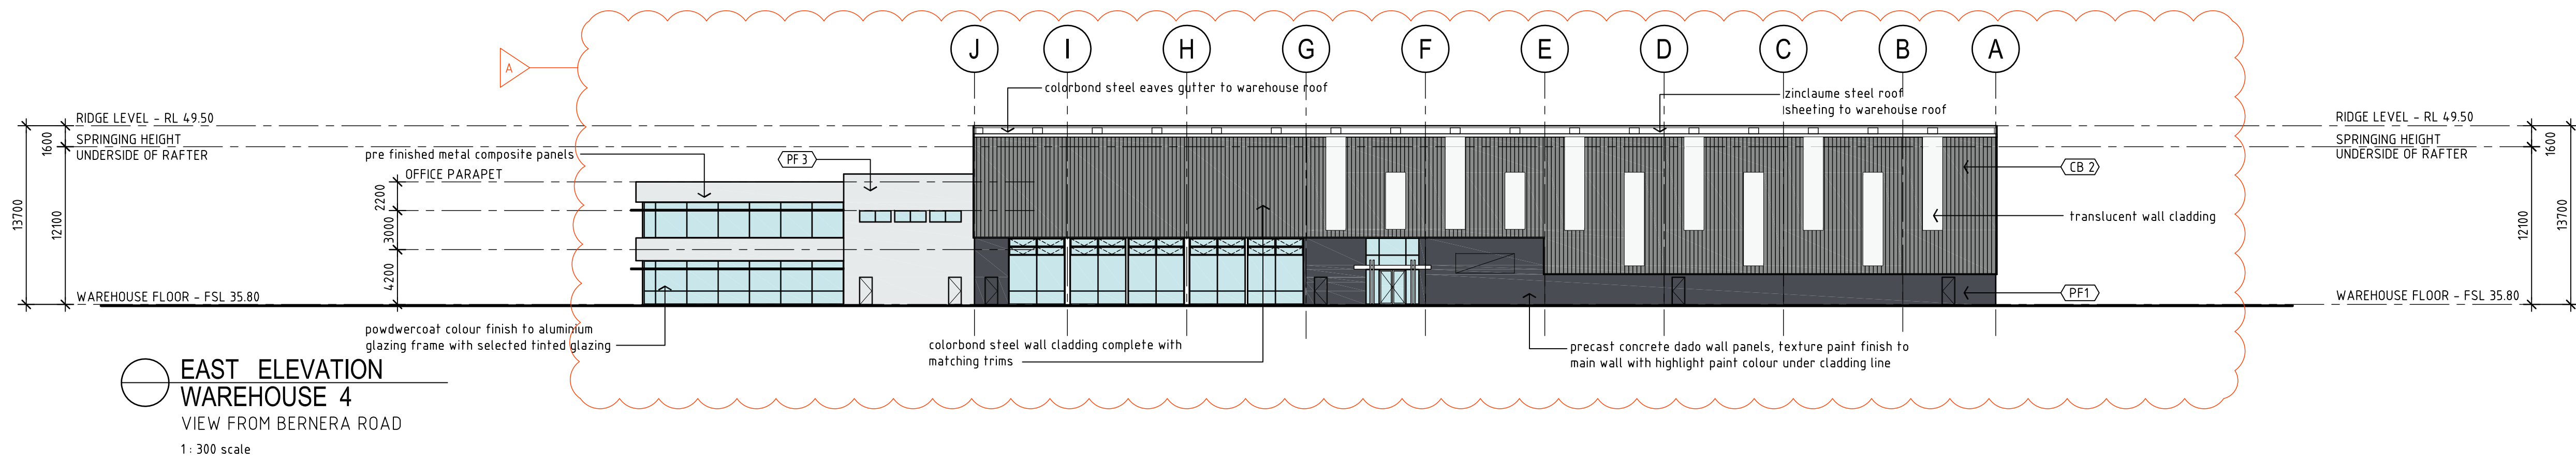 J I H G F E D C B A
A
colorbond steel eaves gutter to warehouse roof
zinclaume steel roof
sheeting to warehouse roof
RIDGE LEVEL - RL 49.50
SPRINGING HEIGHT
UNDERSIDE OF RAFTER
1600
12100
13700
pre finished metal composite panels
PF 3
OFFICE PARAPET
2200
3000
4200
WAREHOUSE FLOOR - FSL 35.80
RIDGE LEVEL - RL 49.50
SPRINGING HEIGHT
UNDERSIDE OF RAFTER
1600
12100
13700
CB 2
translucent wall cladding
PF1
WAREHOUSE FLOOR - FSL 35.80
powdwercoat colour finish to aluminium
glazing frame with selected tinted glazing
colorbond steel wall cladding complete with
matching trims
precast concrete dado wall panels, texture paint finish to
main wall with highlight paint colour under cladding line
EAST ELEVATION
WAREHOUSE 4
VIEW FROM BERNERA ROAD
1 : 300 scale